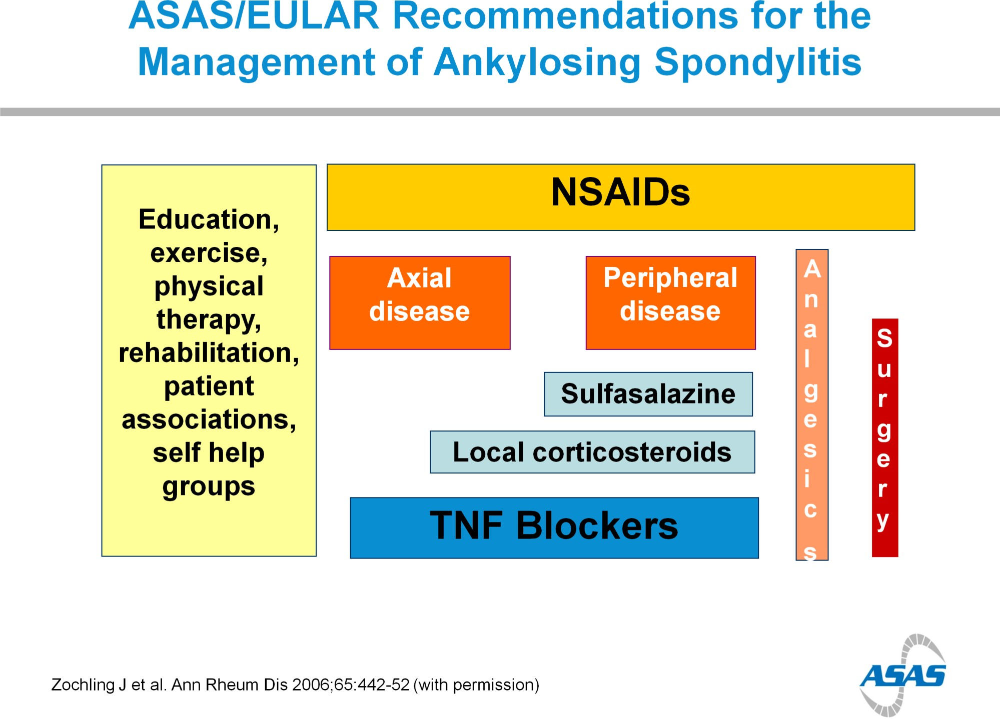 ASAS/EULAR Recommendations for the
Management of Ankylosing Spondylitis
Education,
exercise,
physical
therapy,
rehabilitation,
patient
associations,
self help
groups
NSAIDs
Axial
disease
Peripheral
disease
Sulfasalazine
Local corticosteroids
TNF Blockers
A
n
a
l
g
e
s
i
c
s
S
u
r
g
e
r
y
Zochling J et al. Ann Rheum Dis 2006;65:442-52 (with permission)
ASAS